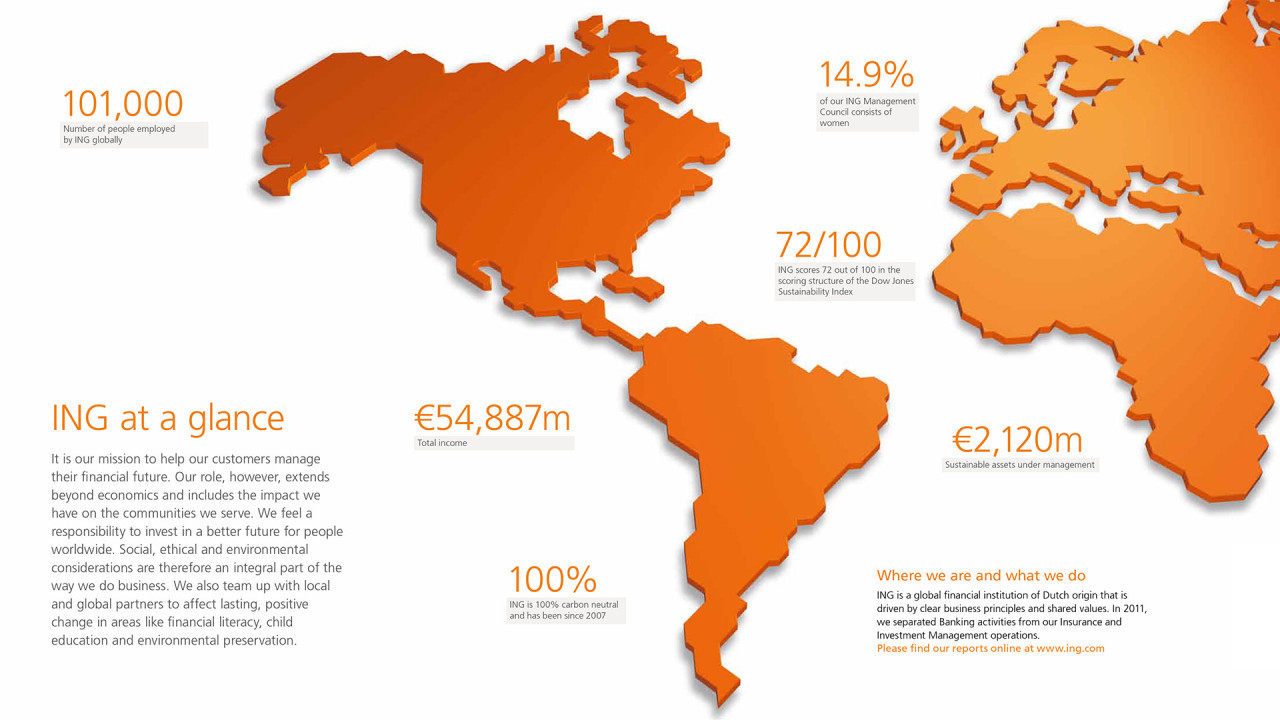 101,000
Number of people employed
by ING globally
14.9%
of our ING Management
Council consists of
women
72/100
ING scores 72 out of 100 in the
scoring structure of the Dow Jones
Sustainability Index
ING at a glance
It is our mission to help our customers manage
their financial future. Our role, however, extends
beyond economics and includes the impact we
have on the communities we serve. We feel a
responsibility to invest in a better future for people
worldwide. Social, ethical and environmental
considerations are therefore an integral part of the
way we do business. We also team up with local
and global partners to affect lasting, positive
change in areas like financial literacy, child
education and environmental preservation.
€54,887m
Total income
€2,120m
Sustainable assets under management
100%
ING is 100% carbon neutral
and has been since 2007
Where we are and what we do
ING is a global financial institution of Dutch origin that is
driven by clear business principles and shared values. In 2011,
we separated Banking activities from our Insurance and
Investment Management operations.
Please find our reports online at www.ing.com